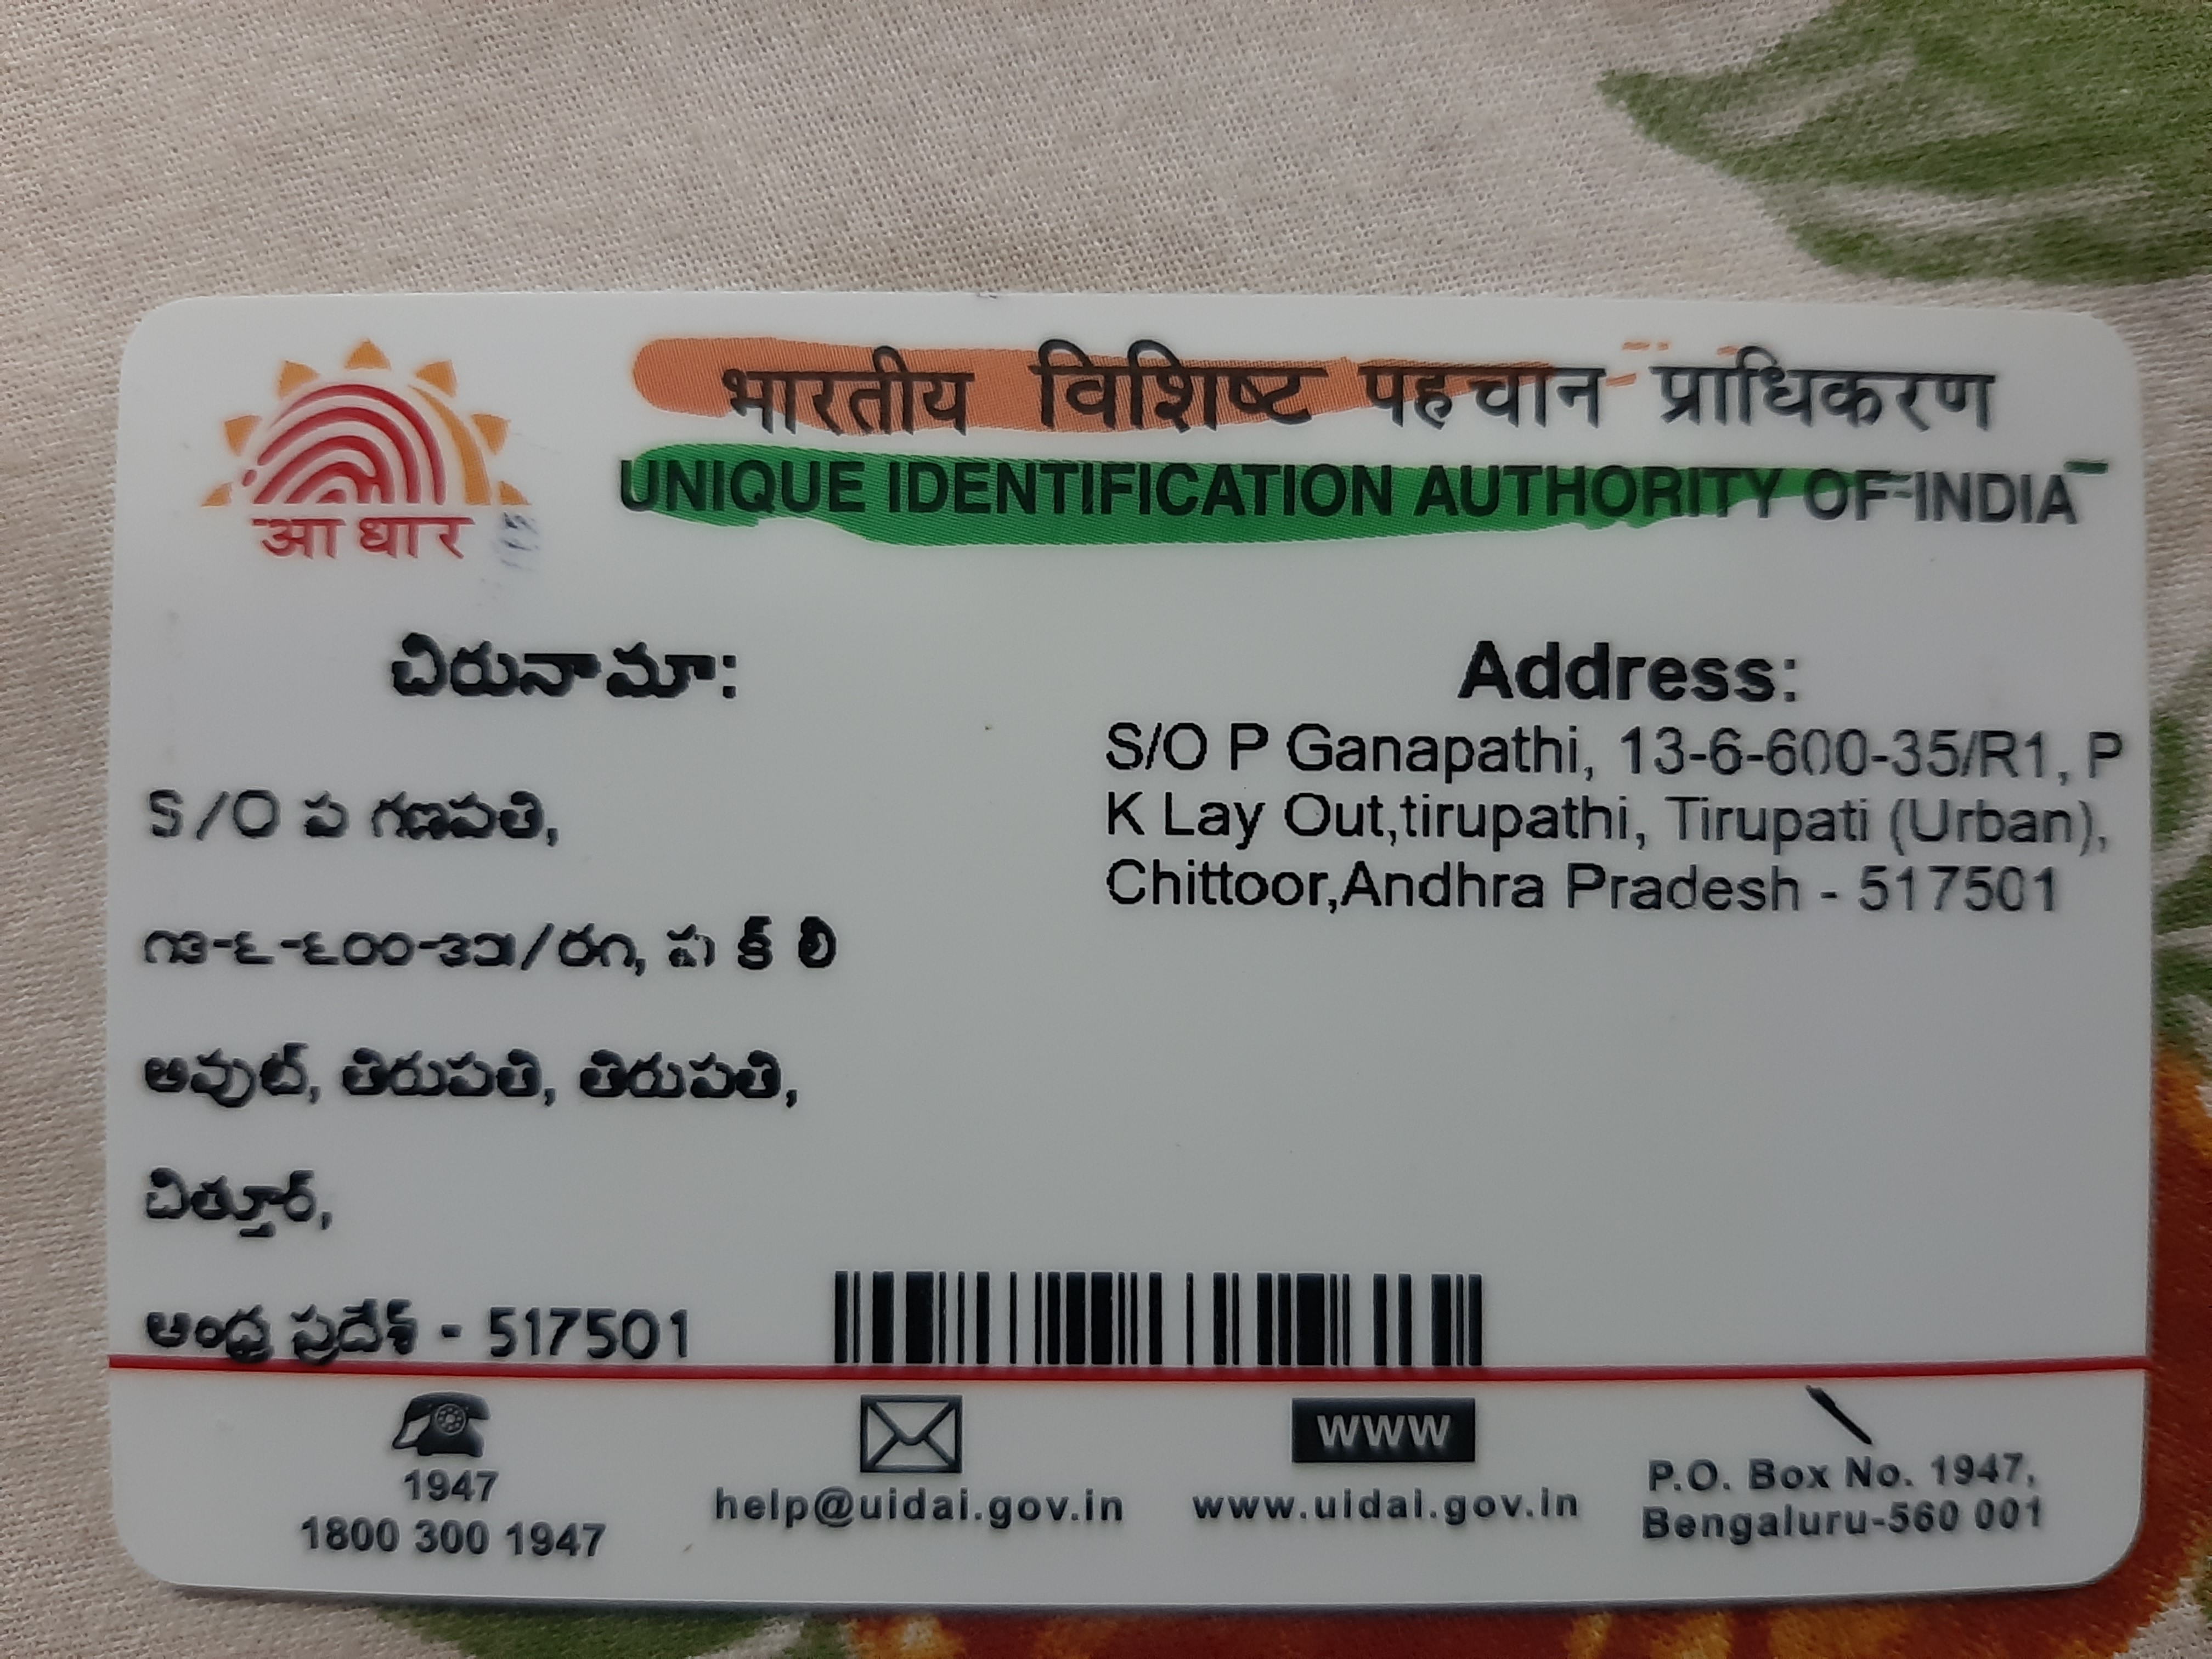 भारतीय विशिष्ट पहचान प्राधिकरण
UNIQUE IDENTIFICATION AUTHORITY OF INDIA
आधार
చిరునామా:
S/O ప గణపతి,
౧౩-౬-౬౦౦-౩౫/ర౧, ప క్ లే
అవుట్, తిరుపతి, తిరుపతి,
చిత్తూర్,
ఆంధ్ర ప్రదేశ్ - 517501
Address:
S/O P Ganapathi, 13-6-600-35/R1, P
K Lay Out,tirupathi, Tirupati (Urban),
Chittoor,Andhra Pradesh - 517501
1947
1800 300 1947
help@uidai.gov.in
www
www.uidai.gov.in
P.O. Box No. 1947,
Bengaluru-560 001